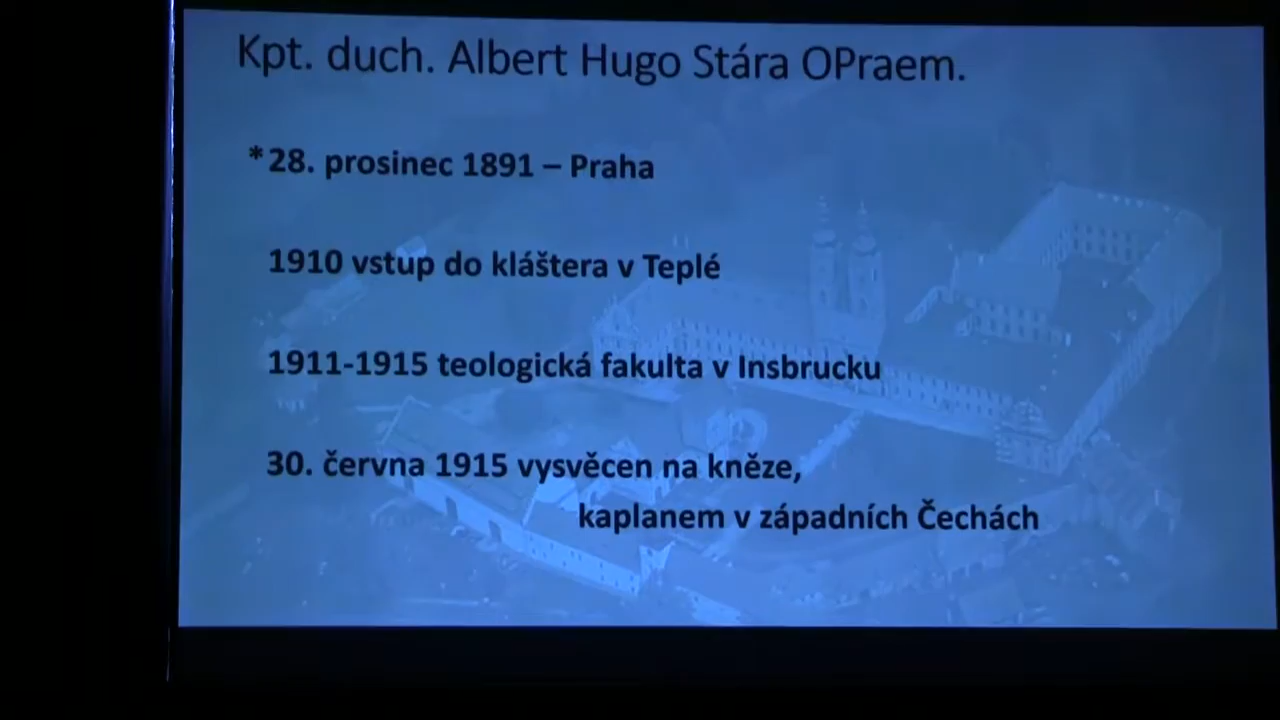 Kpt. duch. Albert Hugo Stára OPraem.
*28. prosinec 1891 – Praha
1910 vstup do kláštera v Teplé
1911-1915 teologická fakulta v Insbrucku
30. června 1915 vysvěcen na kněze,
kaplanem v západních Čechách